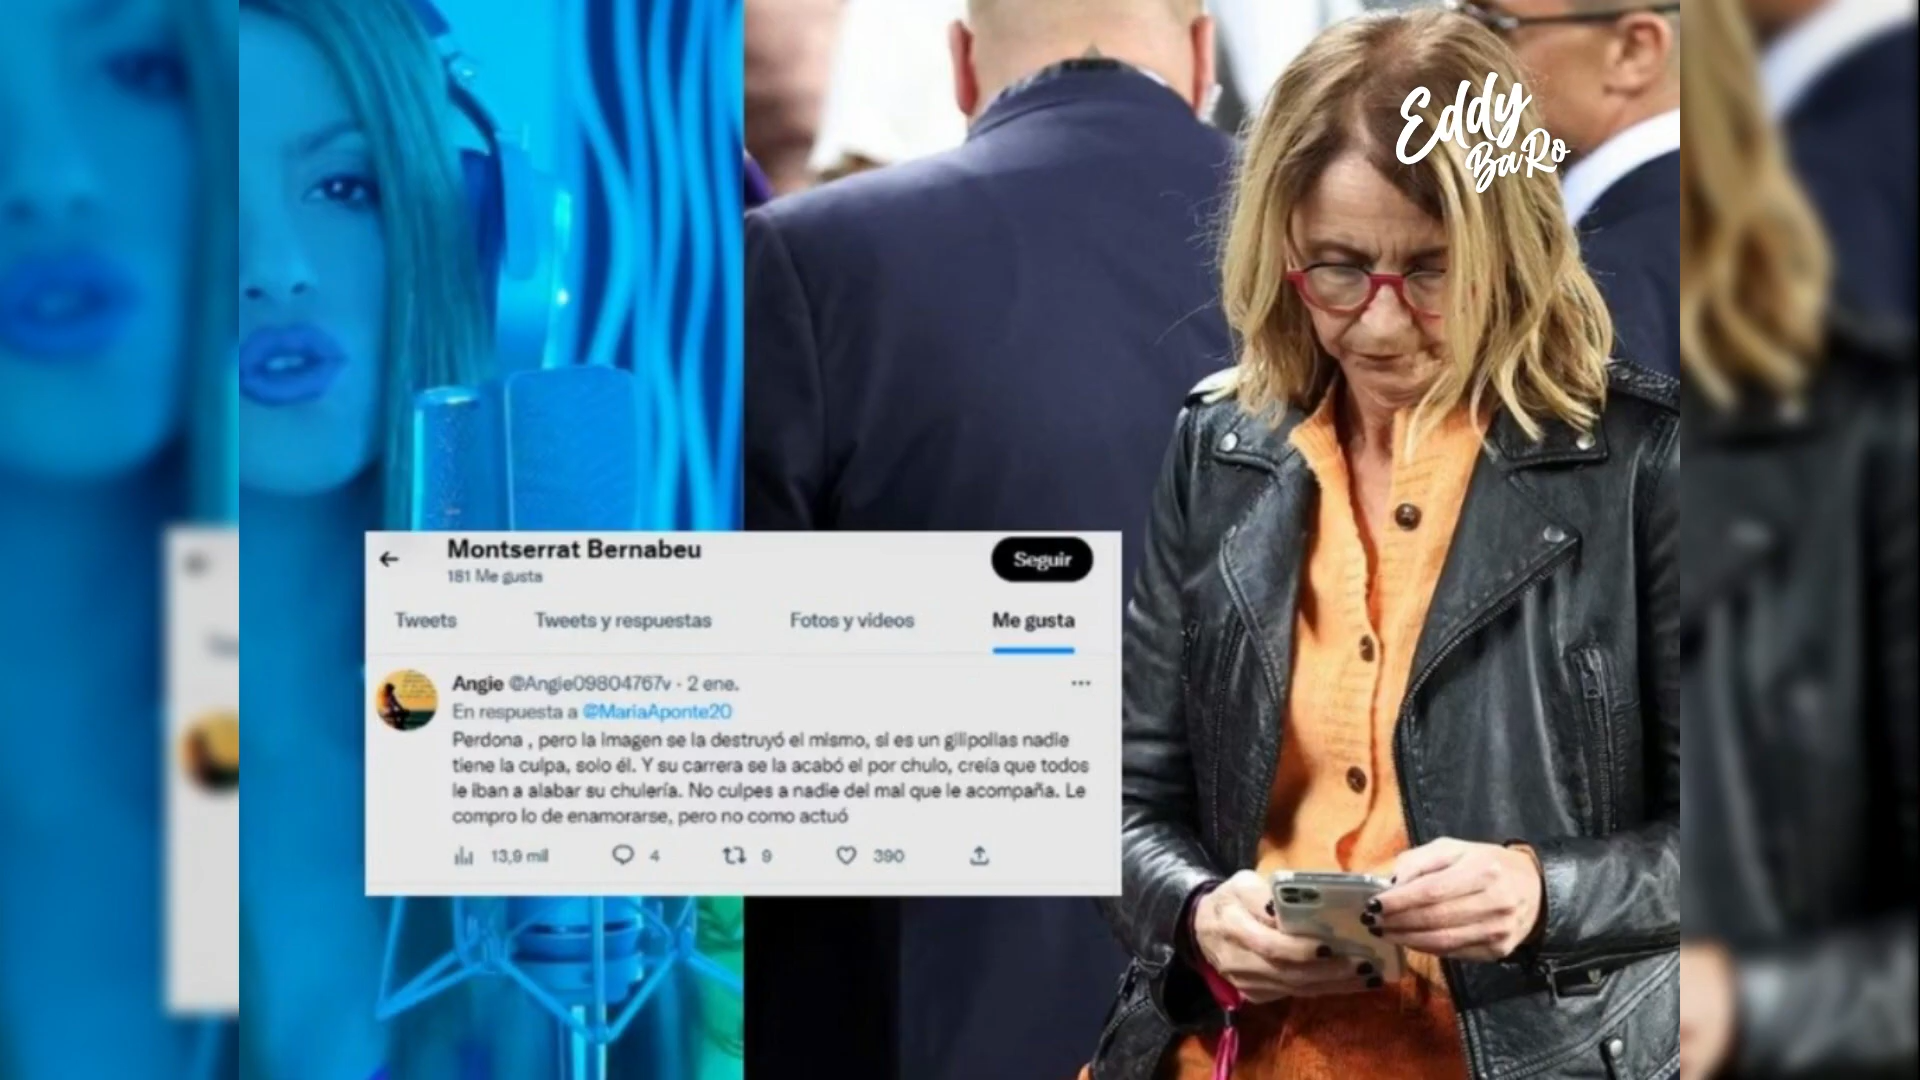 Eddy
BaRo
Montserrat Bernabeu
181 Me gusta
Seguir
Tweets
Tweets y respuestas
Fotos y vídeos
Me gusta
Angie @Angie09804767v · 2 ene.
En respuesta a @MariaAponte20
Perdona , pero la imagen se la destruyó el mismo, si es un gilipollas nadie
tiene la culpa, solo él. Y su carrera se la acabó el por chulo, creía que todos
le iban a alabar su chulería. No culpes a nadie del mal que le acompaña. Le
compro lo de enamorarse, pero no como actuó
13,9 mil
4
9
390